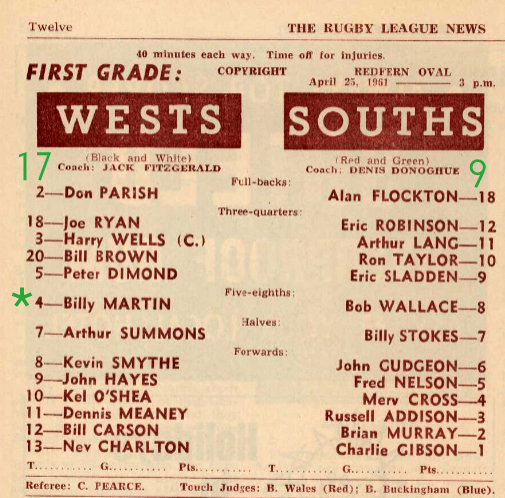 Twelve THE RUGBY LEAGUE NEWS
40 minutes each way. Time off for injuries.
FIRST GRADE: COPYRIGHT REDFERN OVAL
April 25, 1961 ——— 3 p.m.
WESTS SOUTHS
(Black and White) (Red and Green)
17 Coach: JACK FITZGERALD Coach: DENIS DONOGHUE 9
Full-backs:
2—Don PARISH Alan FLOCKTON—18
Three-quarters:
18—Joe RYAN Eric ROBINSON—12
3—Harry WELLS (C.) Arthur LANG—11
20—Bill BROWN Ron TAYLOR—10
5—Peter DIMOND Eric SLADDEN—9
Five-eighths:
* 4—Billy MARTIN Bob WALLACE—8
Halves:
7—Arthur SUMMONS Billy STOKES—7
Forwards:
8—Kevin SMYTHE John GUDGEON—6
9—John HAYES Fred NELSON—5
10—Kel O'SHEA Merv CROSS—4
11—Dennis MEANEY Russell ADDISON—3
12—Bill CARSON Brian MURRAY—2
13—Nev CHARLTON Charlie GIBSON—1
T.......... G.......... Pts........... T.......... G.......... Pts...........
Referee: C. PEARCE. Touch Judges: B. Wales (Red); B. Buckingham (Blue).